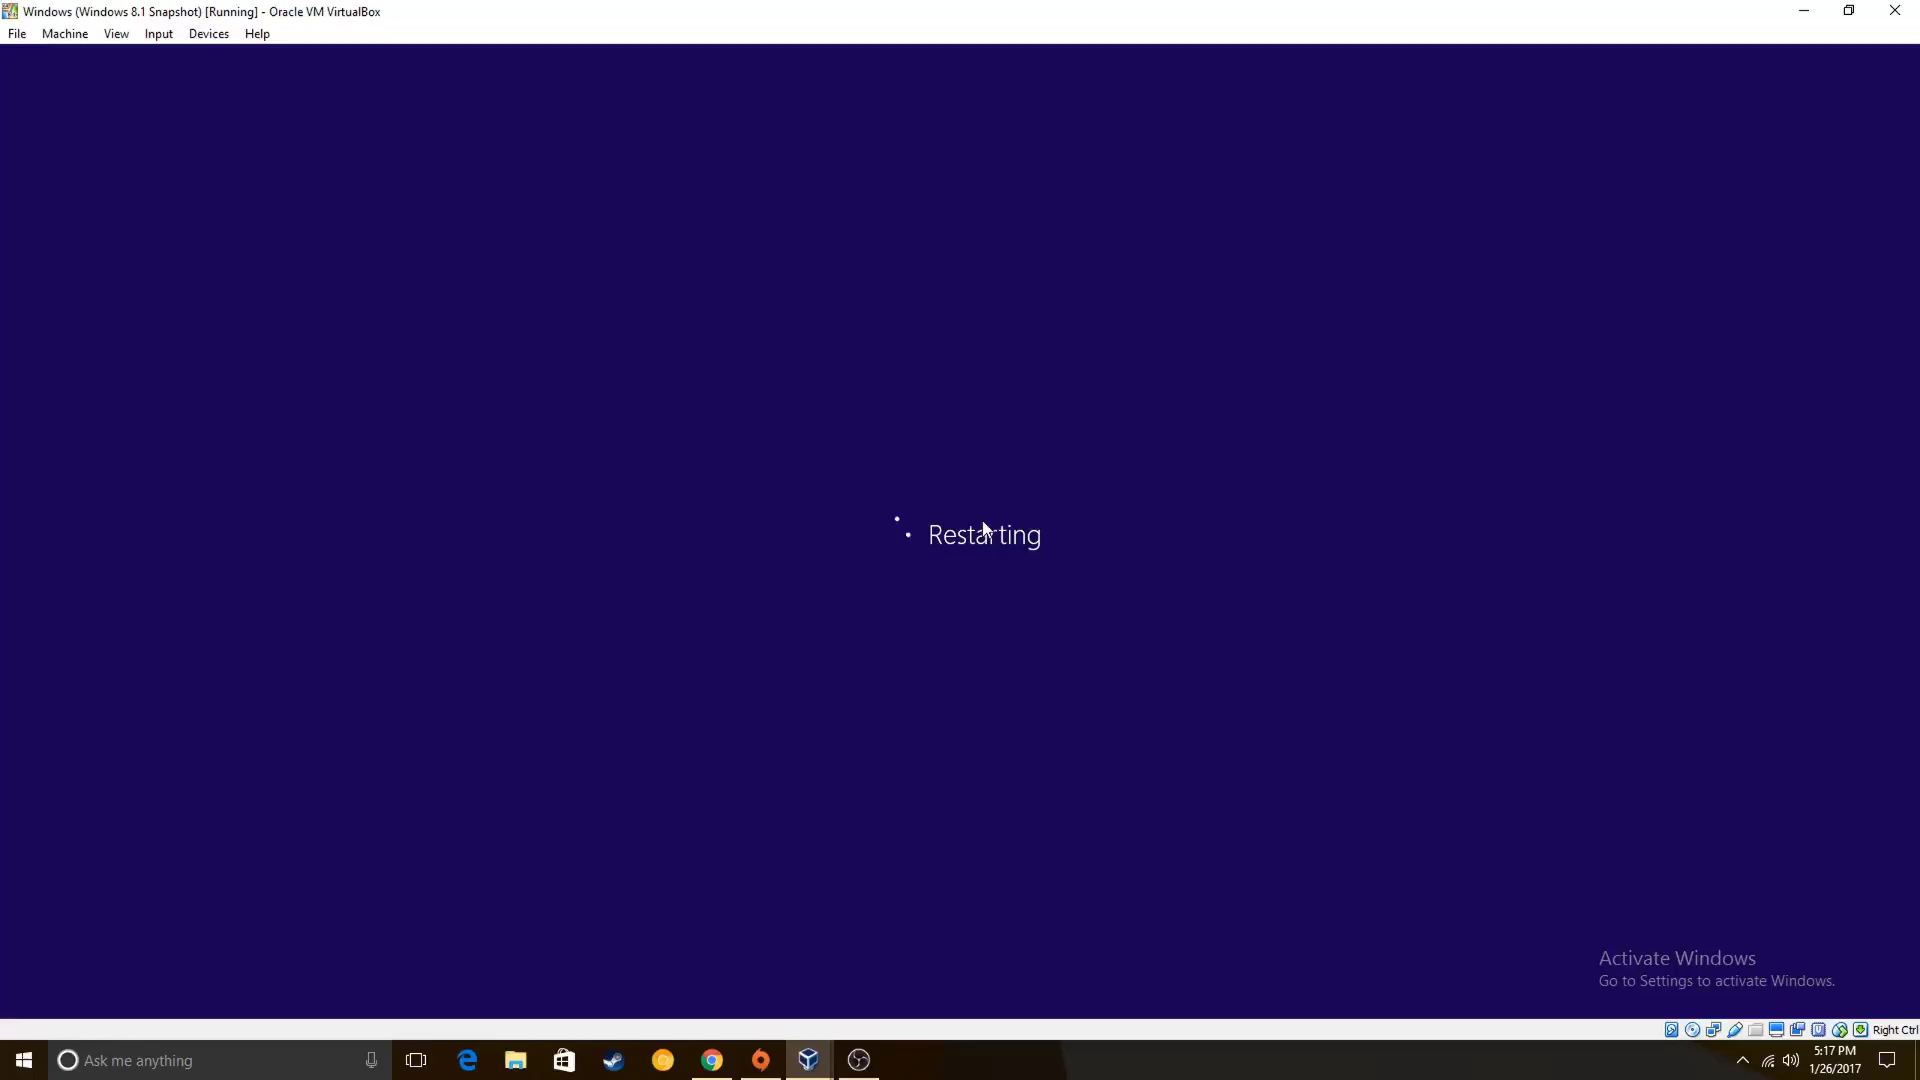 Windows (Windows 8.1 Snapshot) [Running] - Oracle VM VirtualBox
File Machine View Input Devices Help
Restarting
Activate Windows
Go to Settings to activate Windows.
Right Ctrl
Ask me anything
5:17 PM
1/26/2017